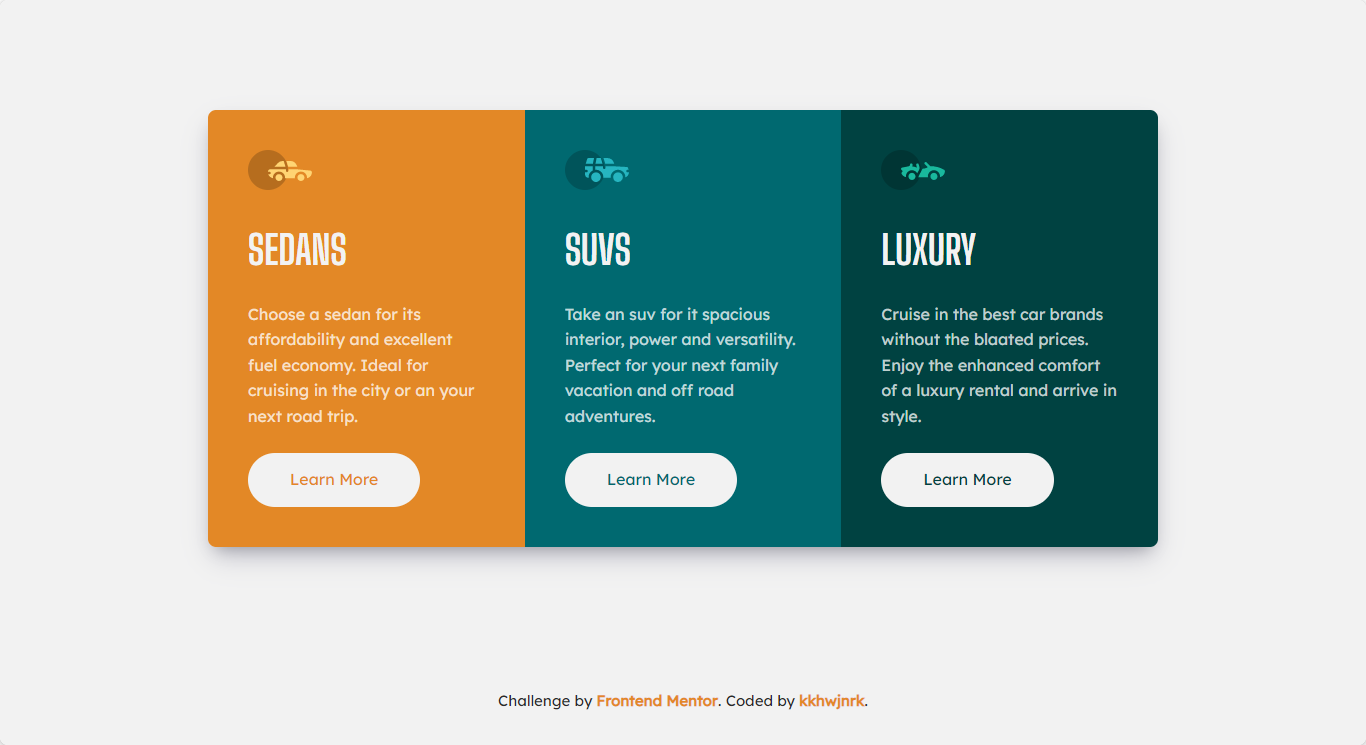 SEDANS
Choose a sedan for its
affordability and excellent
fuel economy. Ideal for
cruising in the city or an your
next road trip.
Learn More
SUVS
Take an suv for it spacious
interior, power and versatility.
Perfect for your next family
vacation and off road
adventures.
Learn More
LUXURY
Cruise in the best car brands
without the blaated prices.
Enjoy the enhanced comfort
of a luxury rental and arrive in
style.
Learn More
Challenge by Frontend Mentor. Coded by kkhwjnrk.